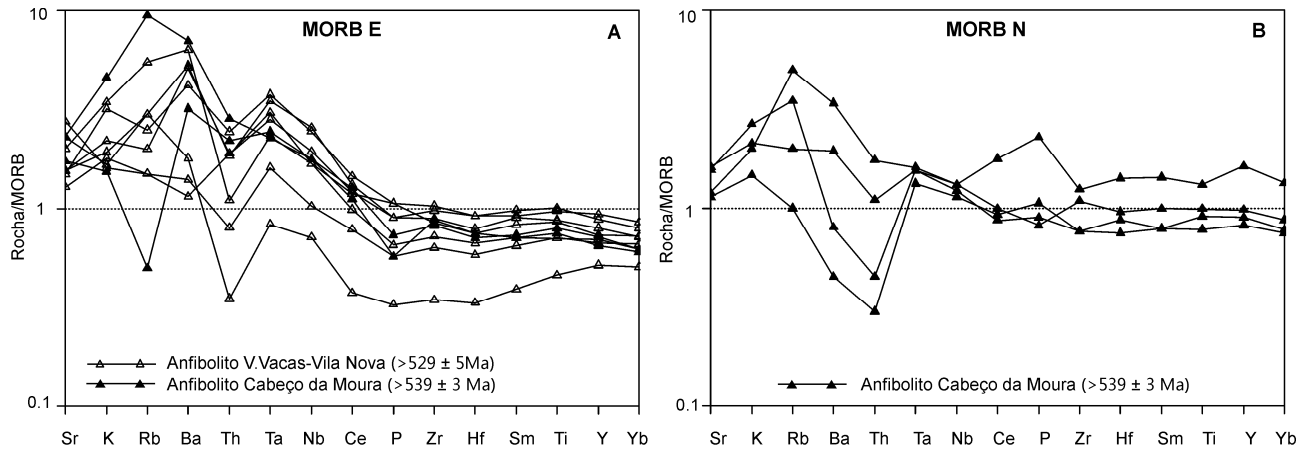 MORB E
A
10
1
0.1
Rocha/MORB
Anfibolito V.Vacas-Vila Nova (>529 ± 5Ma)
Anfibolito Cabeço da Moura (>539 ± 3 Ma)
Sr K Rb Ba Th Ta Nb Ce P Zr Hf Sm Ti Y Yb
MORB N
B
10
1
0.1
Rocha/MORB
Anfibolito Cabeço da Moura (>539 ± 3 Ma)
Sr K Rb Ba Th Ta Nb Ce P Zr Hf Sm Ti Y Yb